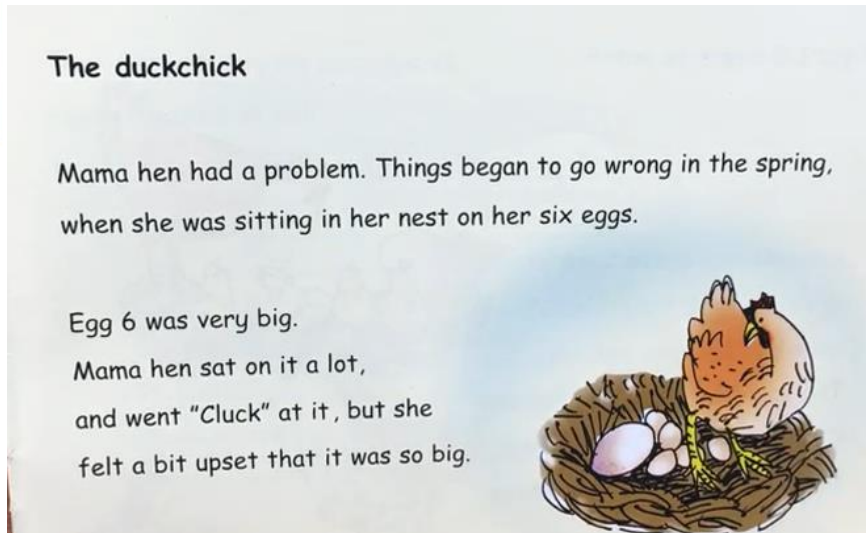 The duckchick
Mama hen had a problem. Things began to go wrong in the spring,
when she was sitting in her nest on her six eggs.
Egg 6 was very big.
Mama hen sat on it a lot,
and went “Cluck” at it, but she
felt a bit upset that it was so big.